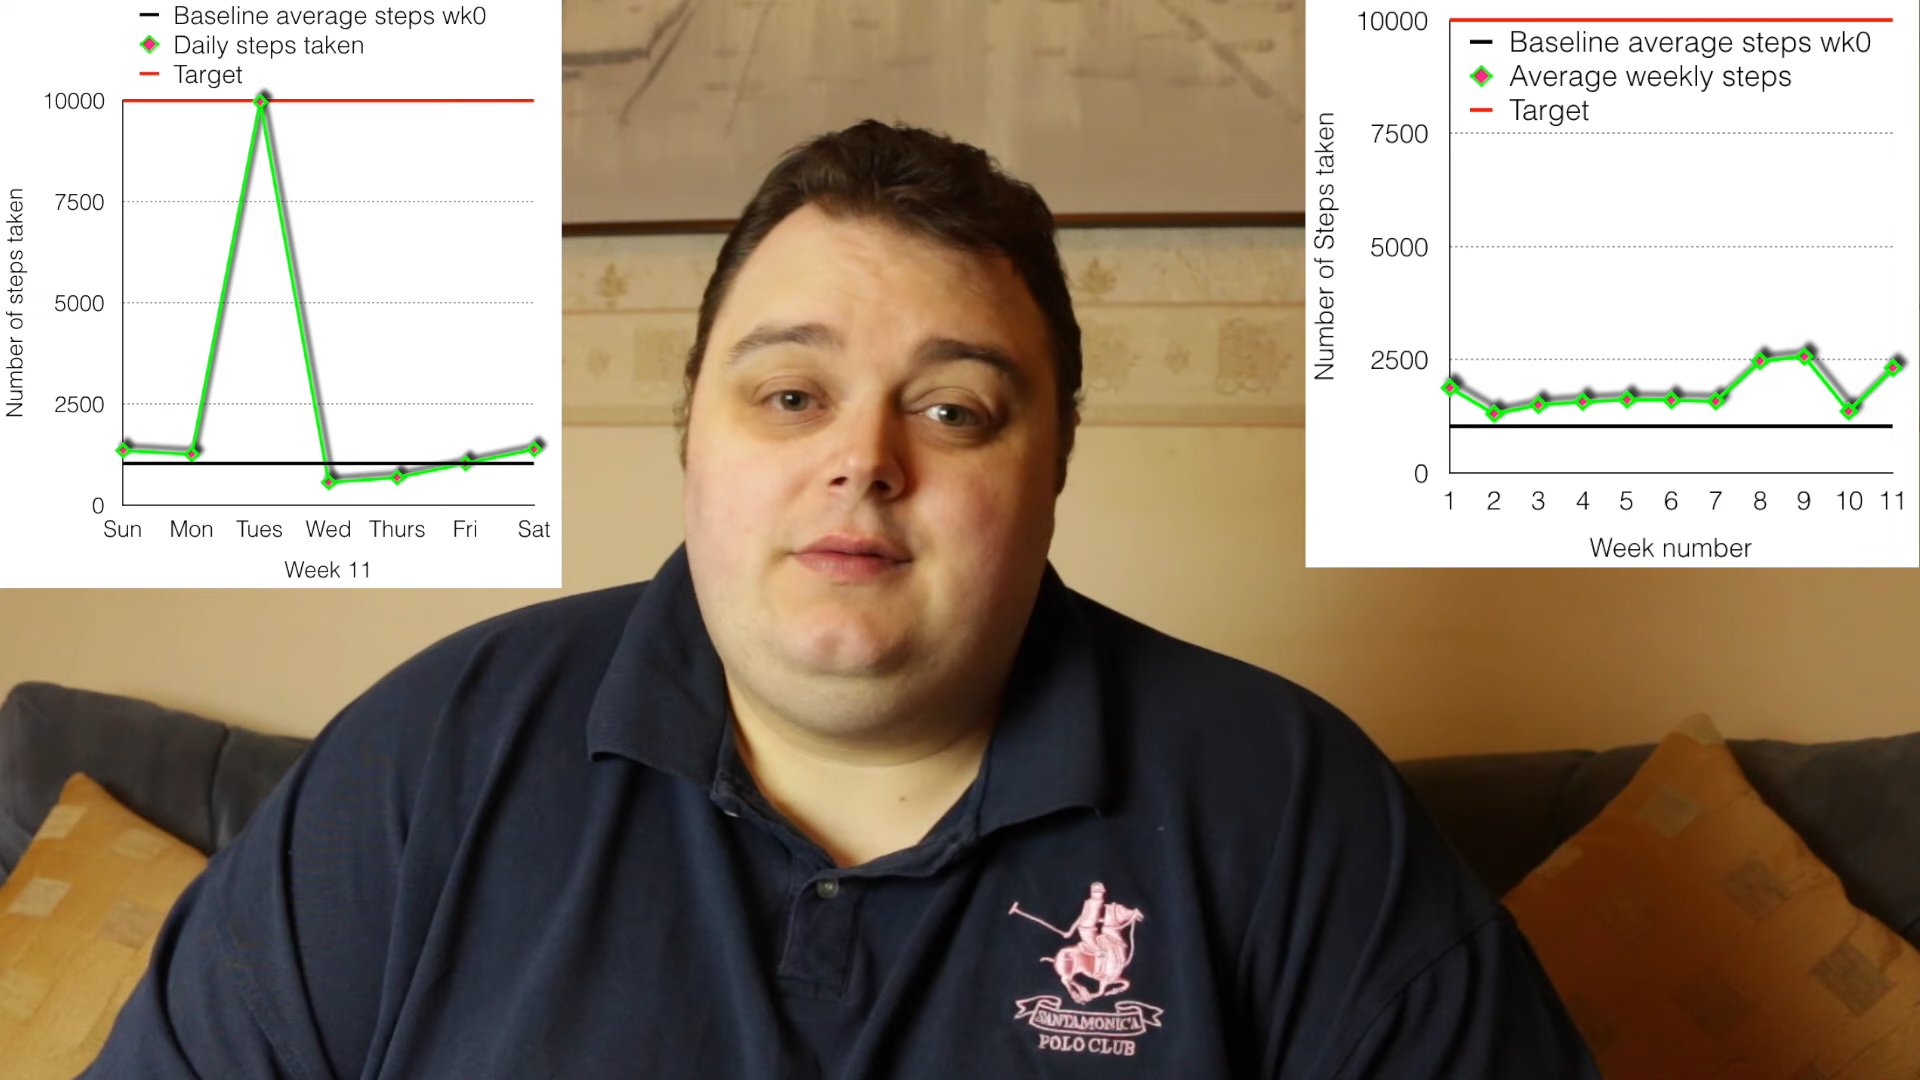 Baseline average steps wk0
Daily steps taken
Target
10000
7500
5000
2500
0
Number of steps taken
Sun Mon Tues Wed Thurs Fri Sat
Week 11
10000
7500
5000
2500
0
Baseline average steps wk0
Average weekly steps
Target
Number of Steps taken
1 2 3 4 5 6 7 8 9 10 11
Week number
SANTAMONICA
POLO CLUB